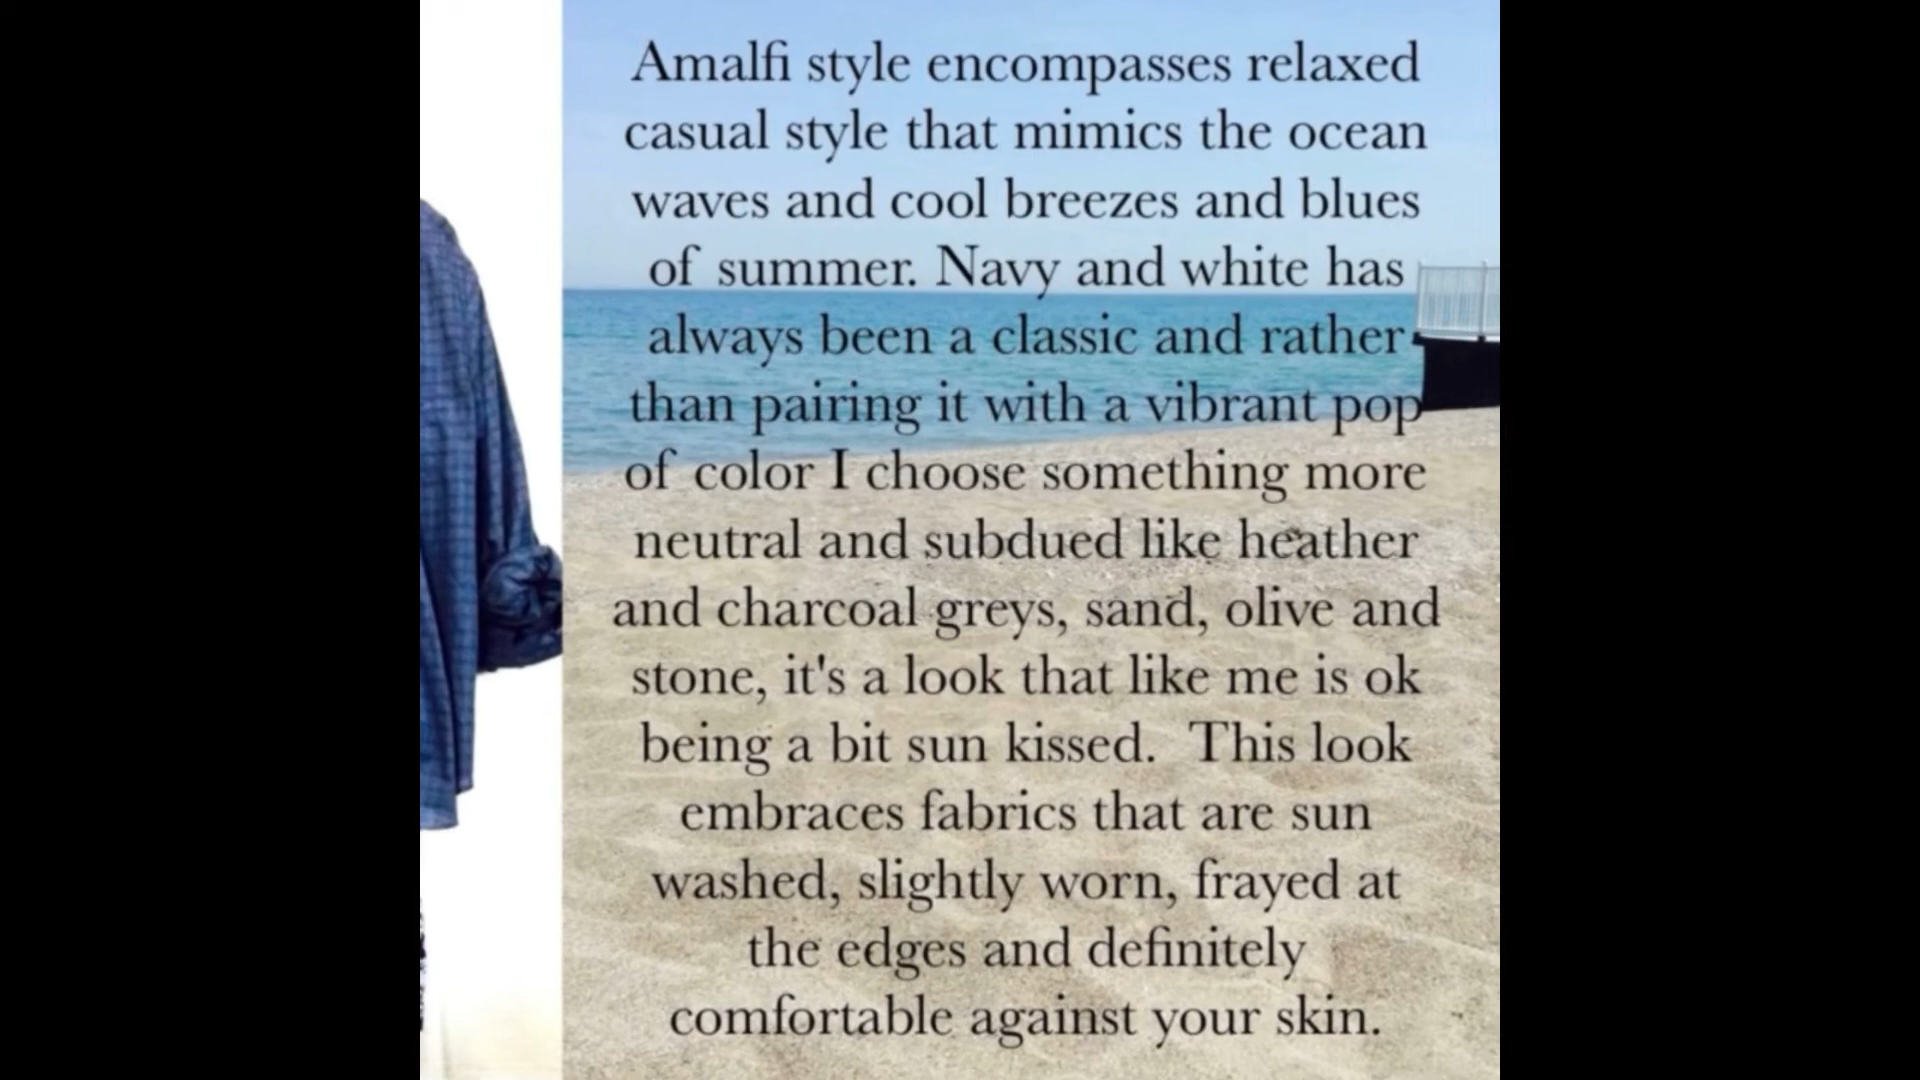 Amalfi style encompasses relaxed
casual style that mimics the ocean
waves and cool breezes and blues
of summer. Navy and white has
always been a classic and rather
than pairing it with a vibrant pop
of color I choose something more
neutral and subdued like heather
and charcoal greys, sand, olive and
stone, it's a look that like me is ok
being a bit sun kissed.  This look
embraces fabrics that are sun
washed, slightly worn, frayed at
the edges and definitely
comfortable against your skin.